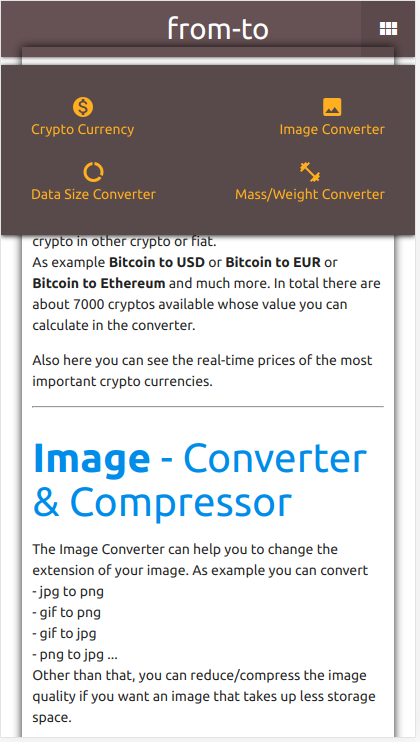 from-to
Crypto Currency
Image Converter
Data Size Converter
Mass/Weight Converter
crypto in other crypto or fiat.
As example Bitcoin to USD or Bitcoin to EUR or
Bitcoin to Ethereum and much more. In total there are
about 7000 cryptos available whose value you can
calculate in the converter.
Also here you can see the real-time prices of the most
important crypto currencies.
Image - Converter
& Compressor
The Image Converter can help you to change the
extension of your image. As example you can convert
- jpg to png
- gif to png
- gif to jpg
- png to jpg ...
Other than that, you can reduce/compress the image
quality if you want an image that takes up less storage
space.